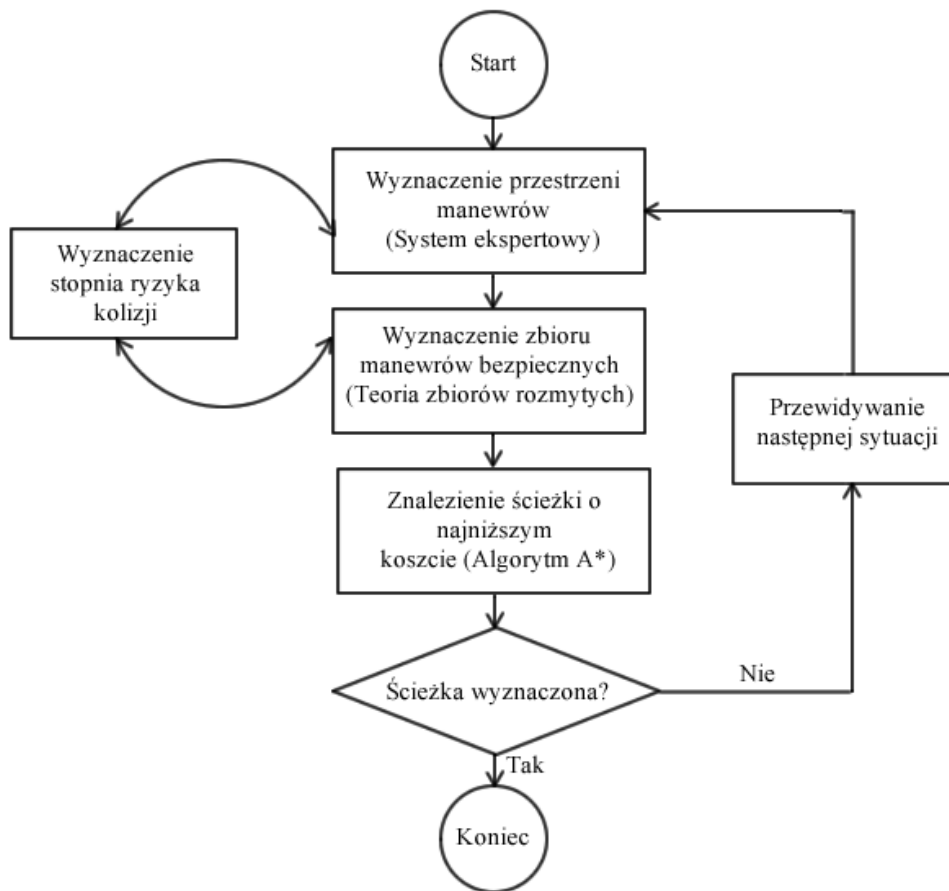 Start
Wyznaczenie przestrzeni
manewrów
(System ekspertowy)
Wyznaczenie
stopnia ryzyka
kolizji
Wyznaczenie zbioru
manewrów bezpiecznych
(Teoria zbiorów rozmytych)
Przewidywanie
następnej sytuacji
Znalezienie ścieżki o
najniższym
koszcie (Algorytm A*)
Ścieżka wyznaczona?
Nie
Tak
Koniec